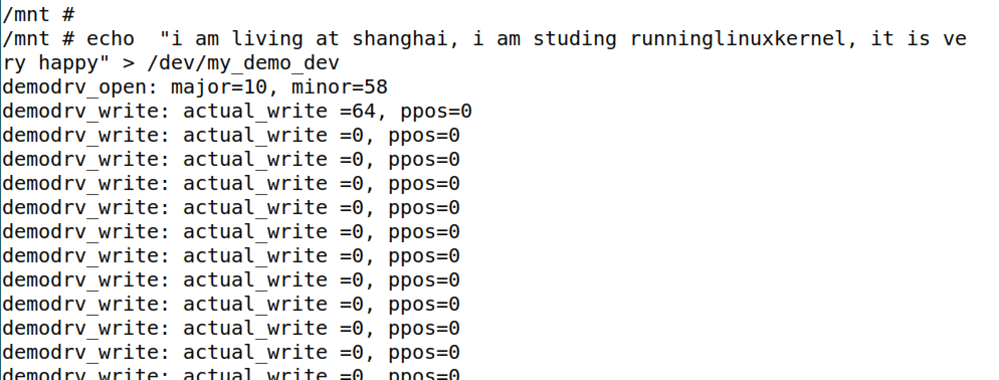 /mnt #
/mnt # echo  "i am living at shanghai, i am studing runninglinuxkernel, it is ve
ry happy" > /dev/my_demo_dev
demodrv_open: major=10, minor=58
demodrv_write: actual_write =64, ppos=0
demodrv_write: actual_write =0, ppos=0
demodrv_write: actual_write =0, ppos=0
demodrv_write: actual_write =0, ppos=0
demodrv_write: actual_write =0, ppos=0
demodrv_write: actual_write =0, ppos=0
demodrv_write: actual_write =0, ppos=0
demodrv_write: actual_write =0, ppos=0
demodrv_write: actual_write =0, ppos=0
demodrv_write: actual_write =0, ppos=0
demodrv_write: actual_write =0, ppos=0
demodrv_write: actual_write =0, ppos=0